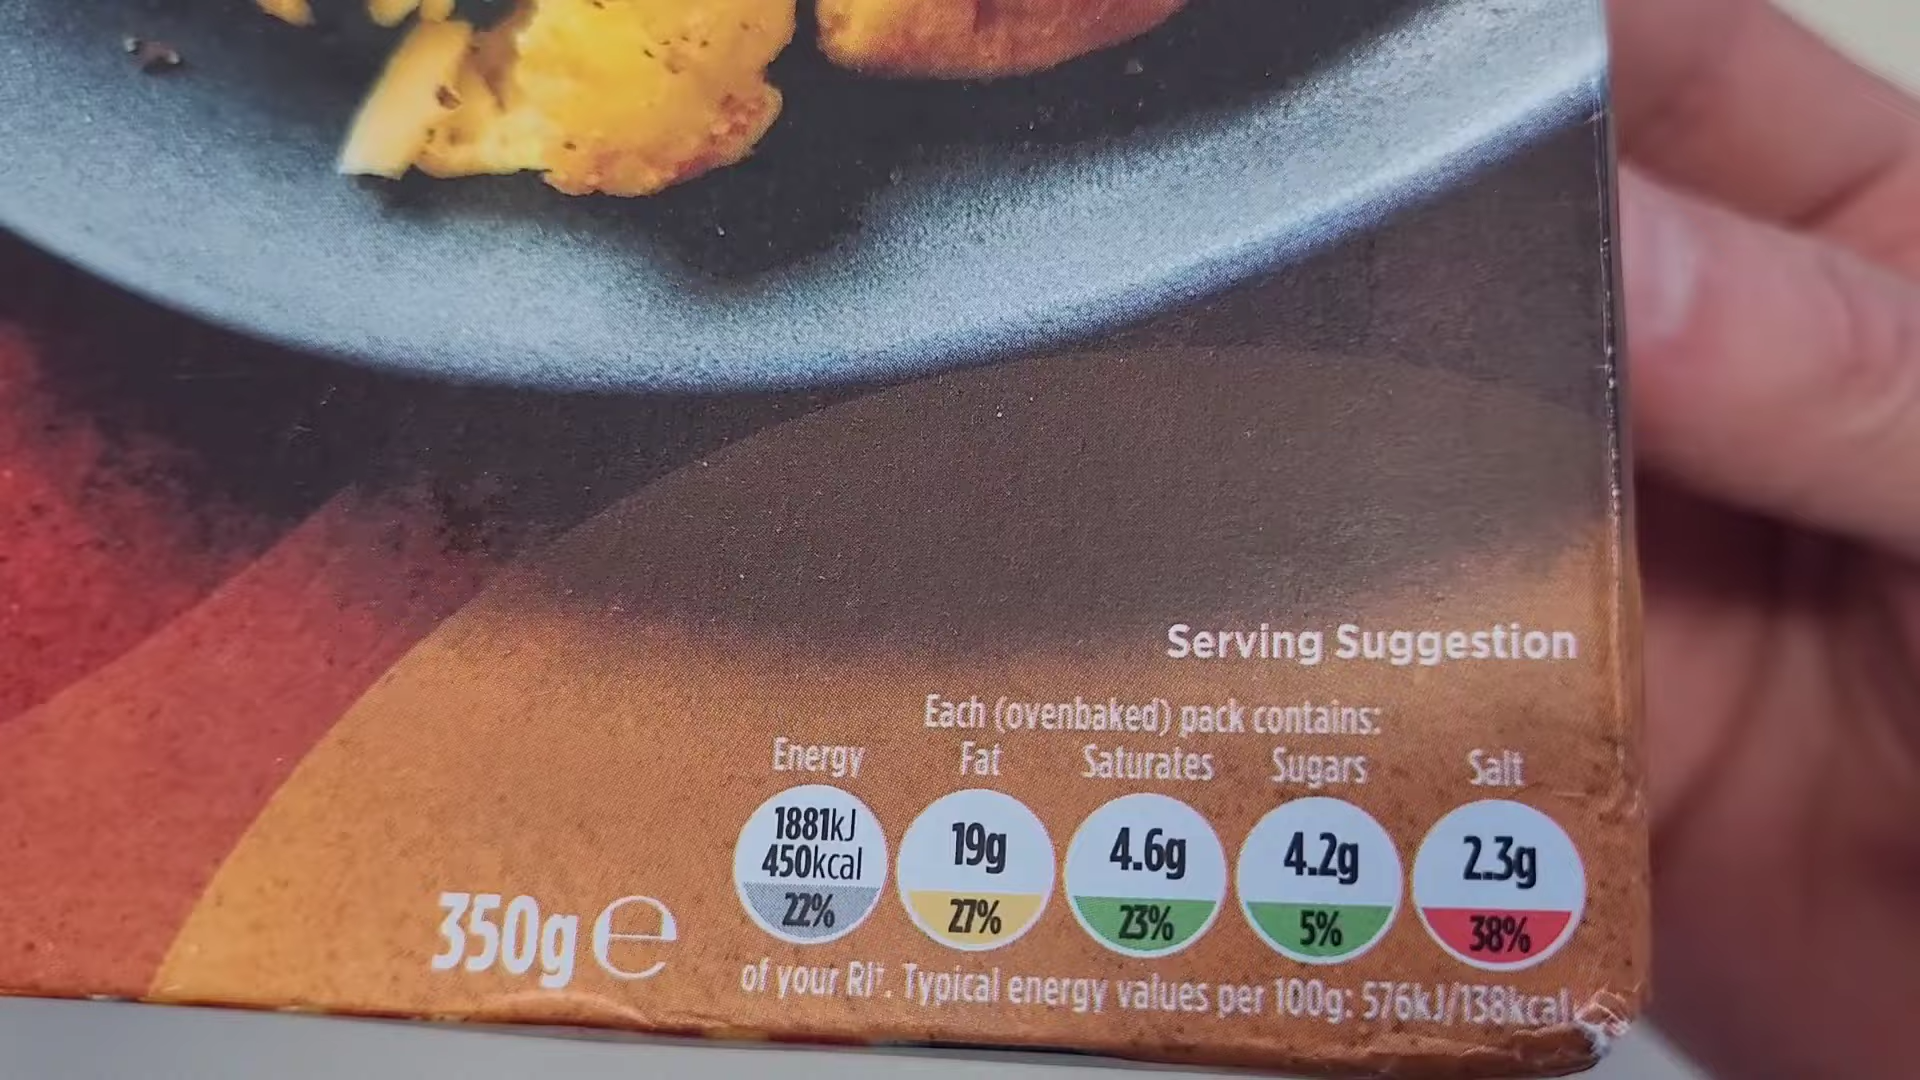 Serving Suggestion
Each (ovenbaked) pack contains:
Energy Fat Saturates Sugars Salt
1881kJ
450kcal 19g 4.6g 4.2g 2.3g
22% 27% 23% 5% 38%
350g ℮
of your RI†. Typical energy values per 100g: 576kJ/138kcal